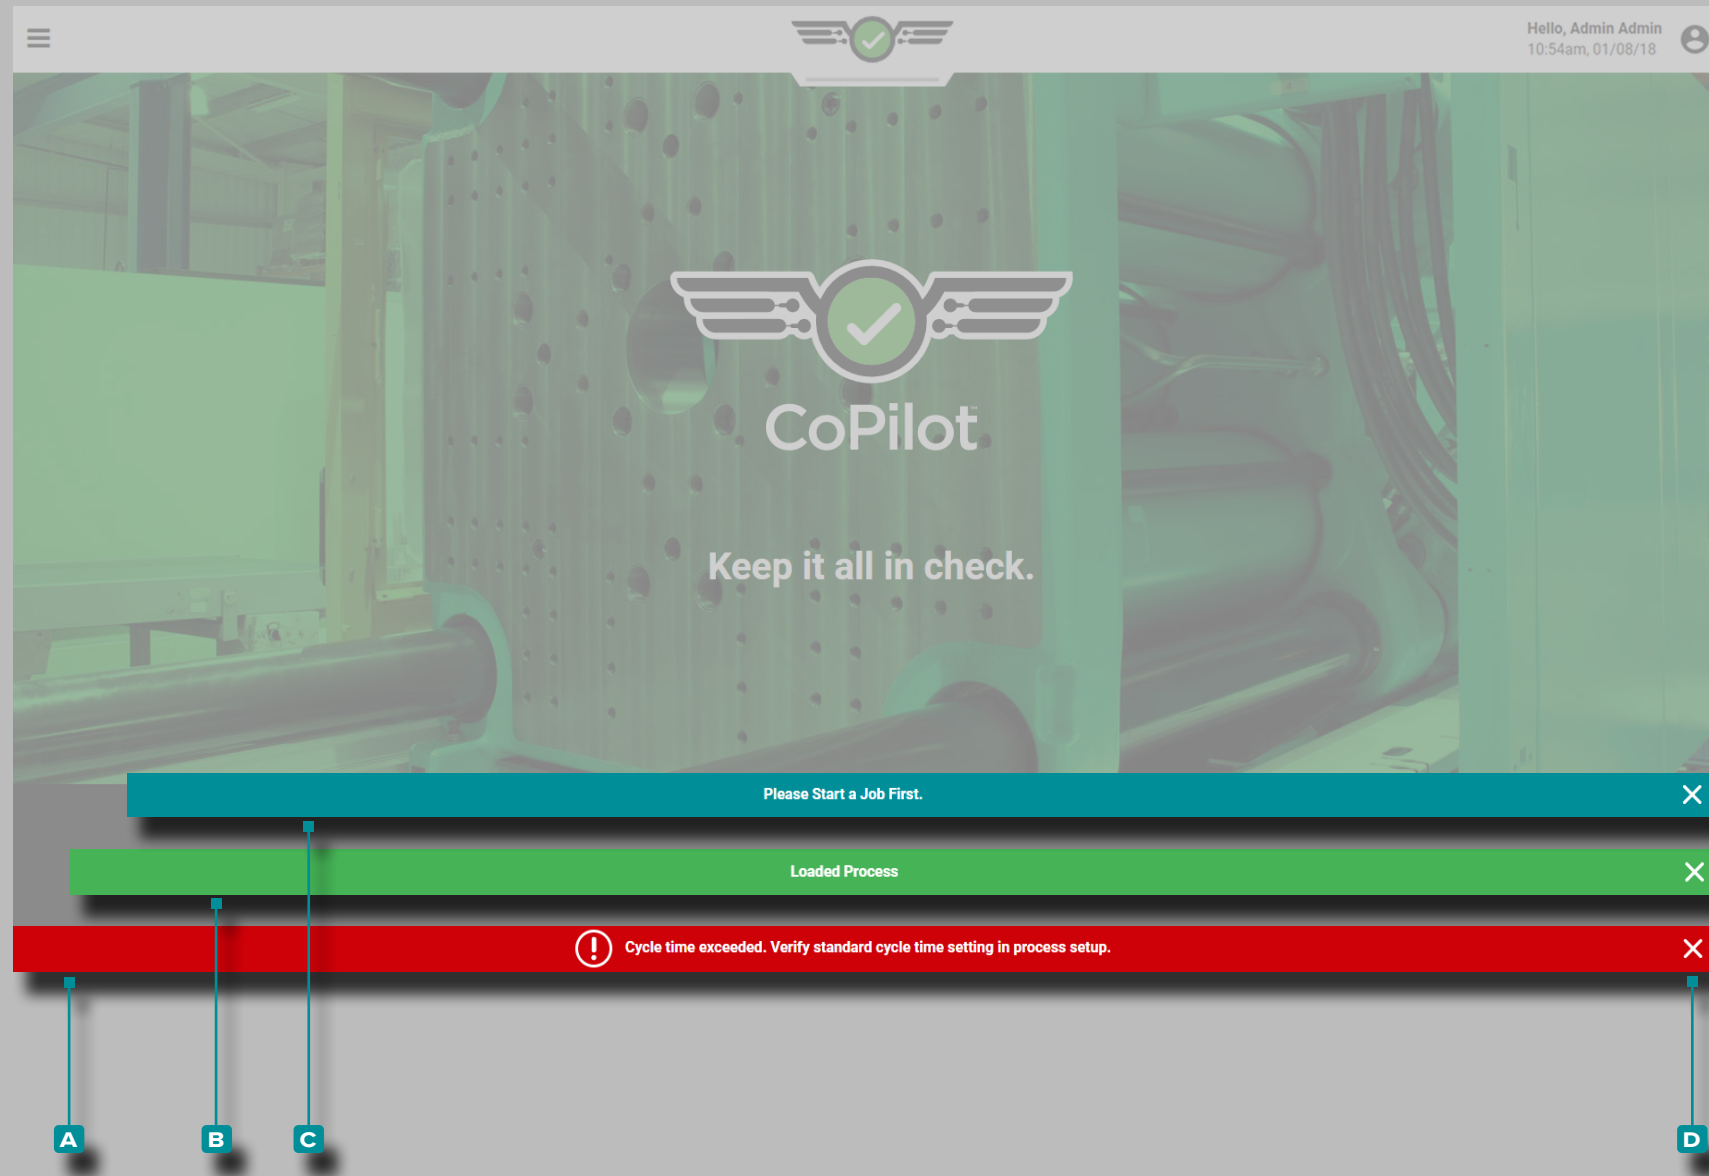 Hello, Admin Admin
10:54am, 01/08/18
CoPilot™
Keep it all in check.
Please Start a Job First.
Loaded Process
Cycle time exceeded. Verify standard cycle time setting in process setup.
A
B
C
D